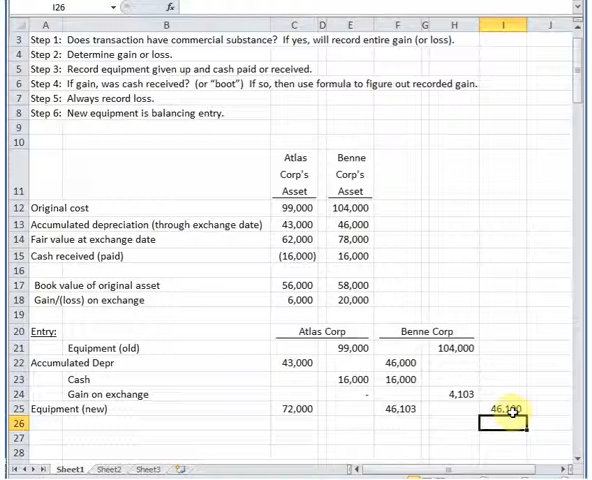 I26 fx
A B C D E F G H I J
3 Step 1: Does transaction have commercial substance? If yes, will record entire gain (or loss).
4 Step 2: Determine gain or loss.
5 Step 3: Record equipment given up and cash paid or received.
6 Step 4: If gain, was cash received? (or “boot”) If so, then use formula to figure out recorded gain.
7 Step 5: Always record loss.
8 Step 6: New equipment is balancing entry.
9
10
Atlas Benne
Corp's Corp's
11 Asset Asset
12 Original cost 99,000 104,000
13 Accumulated depreciation (through exchange date) 43,000 46,000
14 Fair value at exchange date 62,000 78,000
15 Cash received (paid) (16,000) 16,000
16
17 Book value of original asset 56,000 58,000
18 Gain/(loss) on exchange 6,000 20,000
19
20 Entry: Atlas Corp Benne Corp
21 Equipment (old) 99,000 104,000
22 Accumulated Depr 43,000 46,000
23 Cash 16,000 16,000
24 Gain on exchange - 4,103
25 Equipment (new) 72,000 46,103
26
27
28
Sheet1 Sheet2 Sheet3